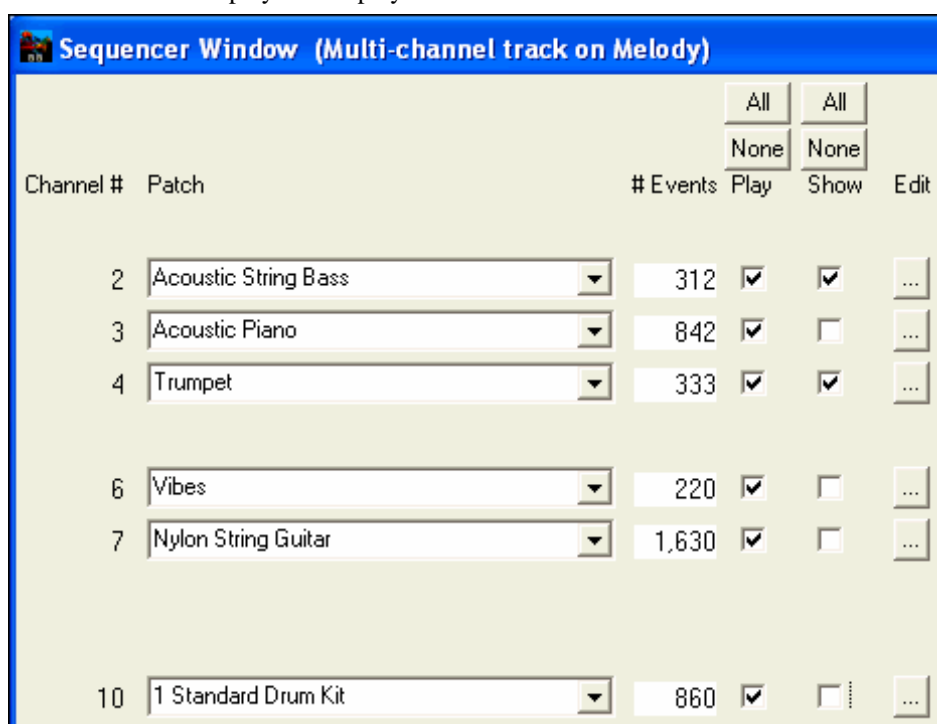 Sequencer Window (Multi-channel track on Melody)
All All
None None
Channel # Patch # Events Play Show Edit
2 Acoustic String Bass 312 ...
3 Acoustic Piano 842 ...
4 Trumpet 333 ...
6 Vibes 220 ...
7 Nylon String Guitar 1,630 ...
10 1 Standard Drum Kit 860 ...